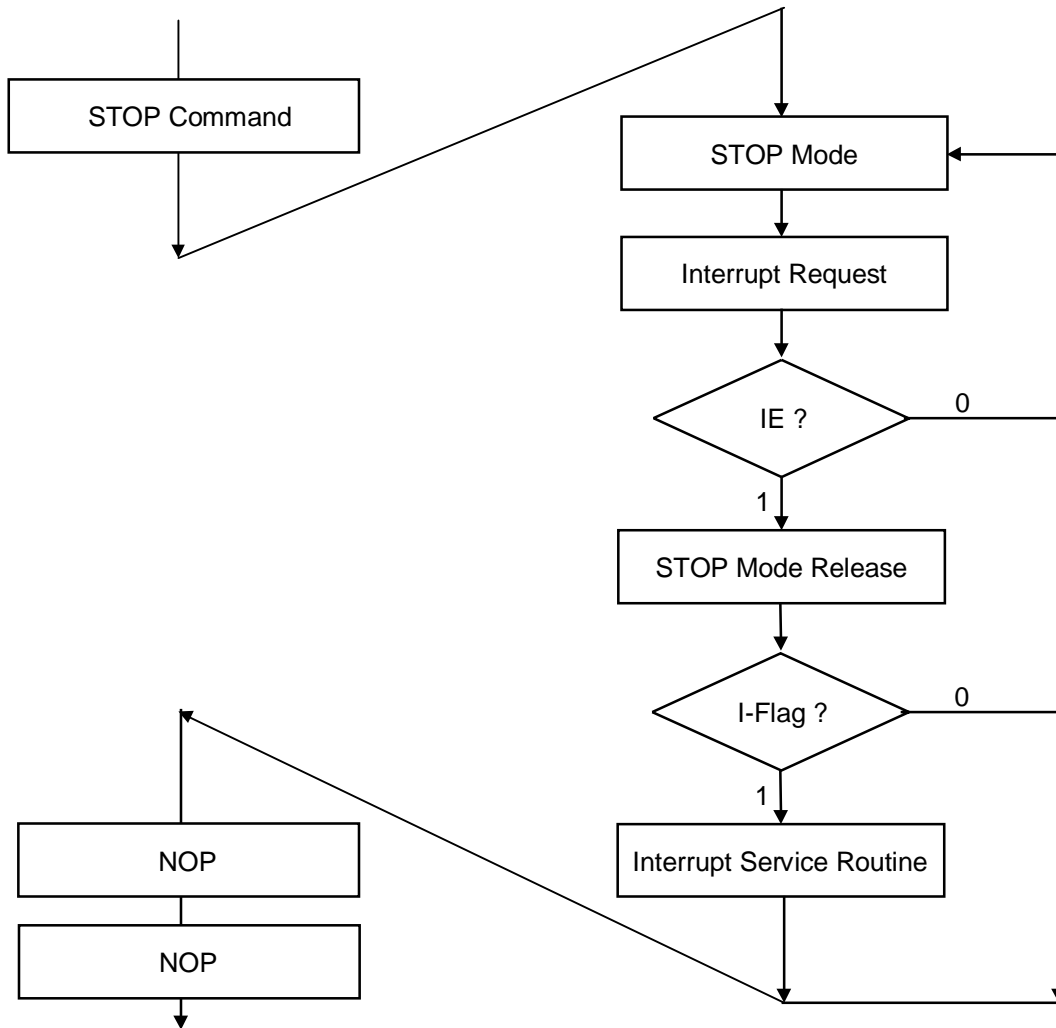 STOP Command
STOP Mode
Interrupt Request
IE ?
0
1
STOP Mode Release
I-Flag ?
0
1
Interrupt Service Routine
NOP
NOP